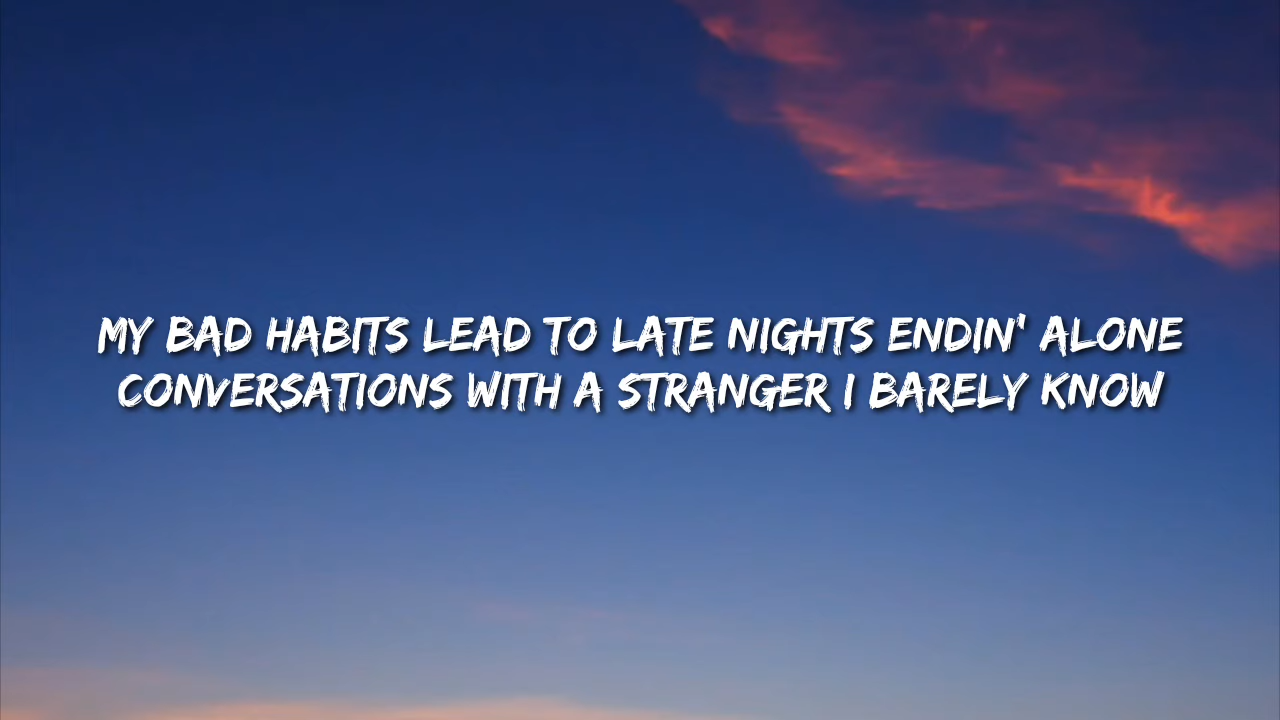 MY BAD HABITS LEAD TO LATE NIGHTS ENDIN' ALONE
CONVERSATIONS WITH A STRANGER I BARELY KNOW